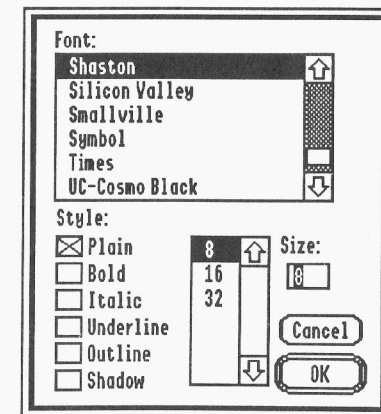 Font:
Shaston
Silicon Valley
Smallville
Symbol
Times
UC-Cosmo Black
Style:
Plain
Bold
Italic
Underline
Outline
Shadow
8
16
32
Size:
8
Cancel
OK